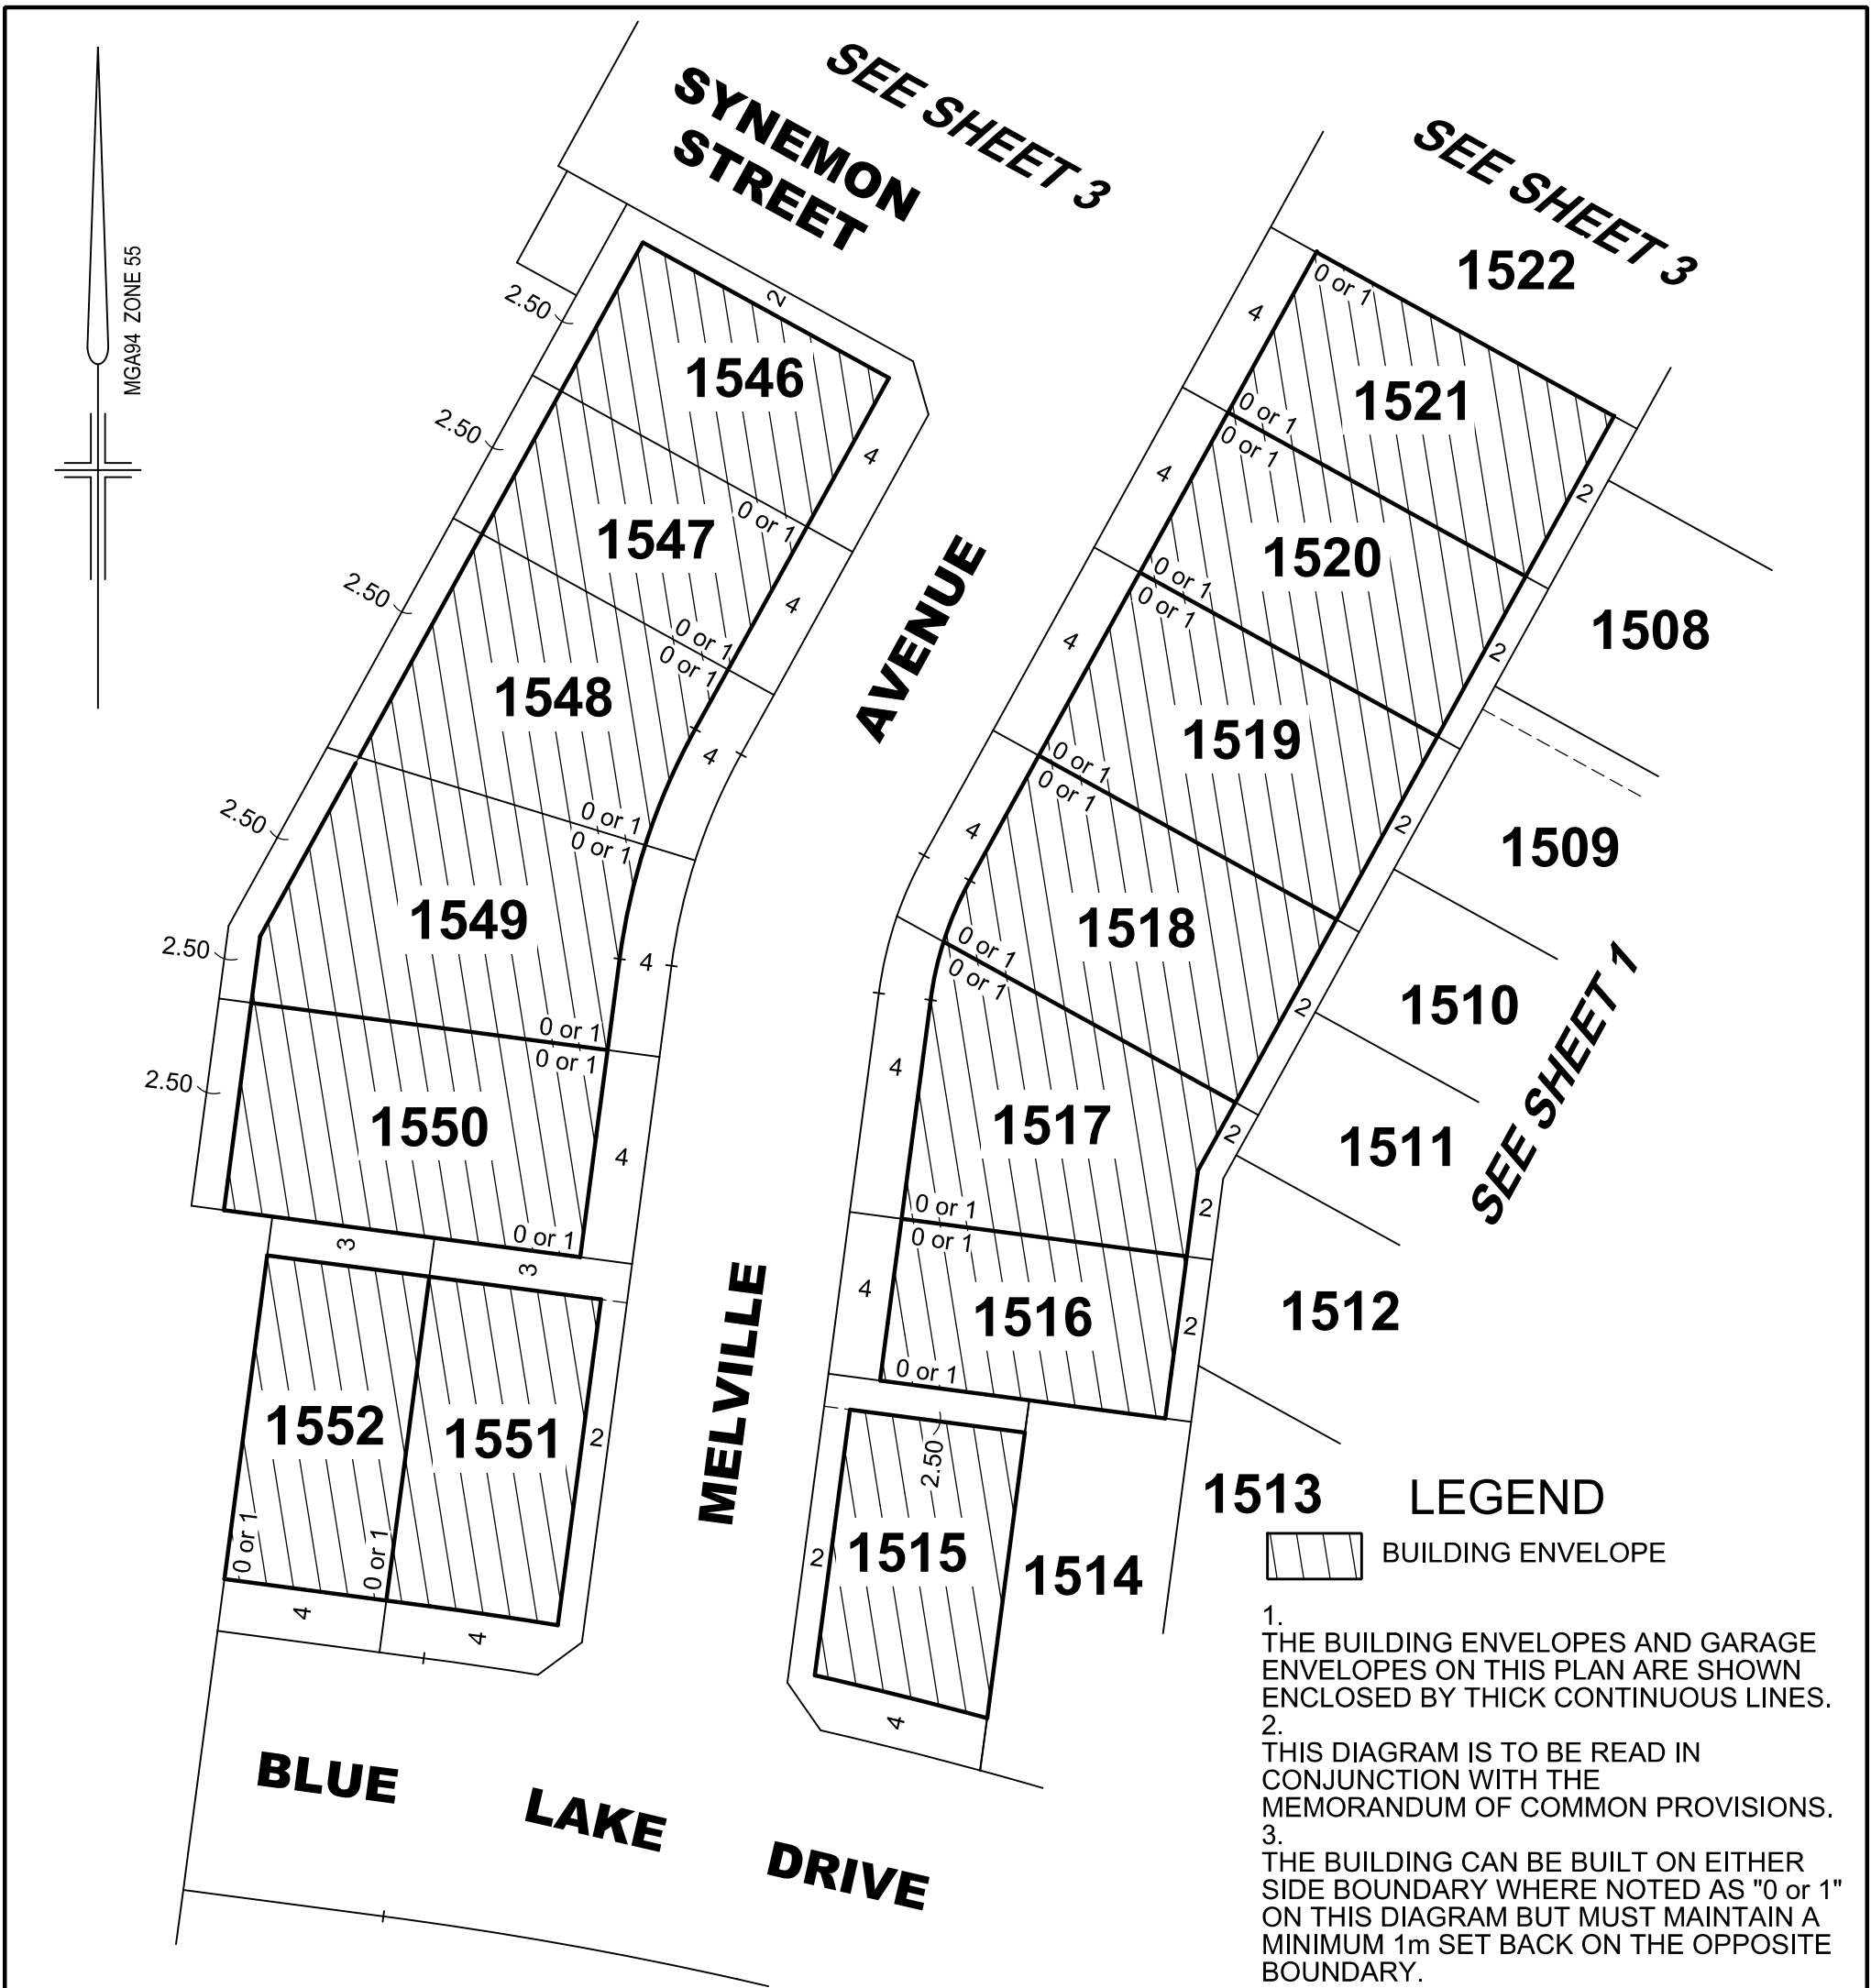 SYNEMON
STREET
SEE SHEET 3
SEE SHEET 3
MGA94 ZONE 55
1522
0 or 1
2.50
2
4
1546
1521
4
0 or 1
0 or 1
2.50
4
0 or 1
4
2
1547
1520
AVENUE
0 or 1
0 or 1
2.50
4
0 or 1
0 or 1
4
2
1508
1548
1519
4
0 or 1
0 or 1
2.50
0 or 1
0 or 1
4
2
1509
1549
1518
0 or 1
0 or 1
2.50
4
2
1510
SEE SHEET 1
0 or 1
0 or 1
2.50
4
1550
1517
2
1511
4
0 or 1
0 or 1
2
0 or 1
3
3
4
1516
2
1512
MELVILLE
0 or 1
1552
1551
2
2.50
1513
0 or 1
0 or 1
2
1515
1514
4
4
4
BLUE LAKE DRIVE
LEGEND
BUILDING ENVELOPE
1.
THE BUILDING ENVELOPES AND GARAGE
ENVELOPES ON THIS PLAN ARE SHOWN
ENCLOSED BY THICK CONTINUOUS LINES.
2.
THIS DIAGRAM IS TO BE READ IN
CONJUNCTION WITH THE
MEMORANDUM OF COMMON PROVISIONS.
3.
THE BUILDING CAN BE BUILT ON EITHER
SIDE BOUNDARY WHERE NOTED AS "0 or 1"
ON THIS DIAGRAM BUT MUST MAINTAIN A
MINIMUM 1m SET BACK ON THE OPPOSITE
BOUNDARY.